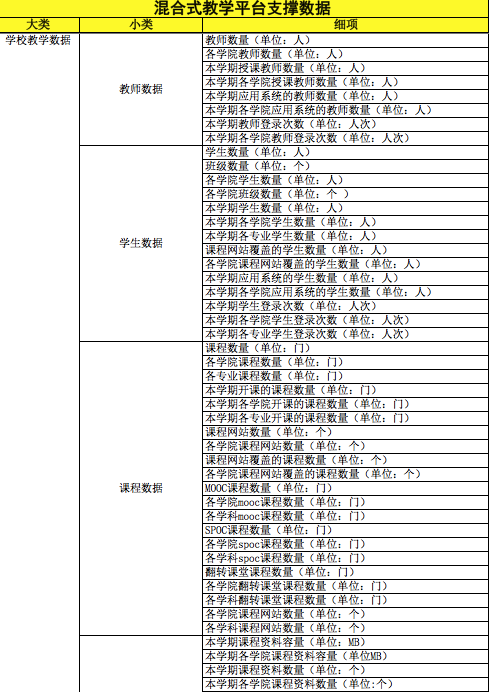 混合式教学平台支撑数据
大类 小类 细项
学校教学数据
教师数据
教师数量（单位：人）
各学院教师数量（单位：人）
本学期授课教师数量（单位：人）
本学期各学院授课教师数量（单位：人）
本学期应用系统的教师数量（单位：人）
本学期各学院应用系统的教师数量（单位：人）
本学期教师登录次数（单位：人次）
本学期各学院教师登录次数（单位：人次）
学生数据
学生数量（单位：人）
班级数量（单位：个）
各学院学生数量（单位：人）
各学院班级数量（单位：个 ）
本学期学生数量（单位：人）
本学期各学院学生数量（单位：人）
本学期各专业学生数量（单位：人）
课程网站覆盖的学生数量（单位：人）
各学院课程网站覆盖的学生数量（单位：人）
本学期应用系统的学生数量（单位：人）
本学期各学院应用系统的学生数量（单位：人）
本学期学生登录次数（单位：人次）
本学期各学院学生登录次数（单位：人次）
本学期各专业学生登录次数（单位：人次）
课程数据
课程数量（单位：门）
各学院课程数量（单位：门）
各专业课程数量（单位：门）
本学期开课的课程数量（单位：门）
本学期各学院开课的课程数量（单位：门）
本学期各专业开课的课程数量（单位：门）
课程网站数量（单位：个）
各学院课程网站数量（单位：个）
课程网站覆盖的课程数量（单位：个）
各学院课程网站覆盖的课程数量（单位：个）
MOOC课程数量（单位：门）
各学院mooc课程数量（单位：门）
各学科mooc课程数量（单位：门）
SPOC课程数量（单位：门）
各学院spoc课程数量（单位：门）
各学科spoc课程数量（单位：门）
翻转课堂课程数量（单位：门）
各学院翻转课堂课程数量（单位：门）
各学科翻转课堂课程数量（单位：门）
各学院课程网站数量（单位：个）
各学科课程网站数量（单位：个）
本学期课程资料容量（单位：MB）
本学期各学院课程资料容量（单位MB）
本学期课程资料数量（单位：个）
本学期各学院课程资料数量（单位:个）